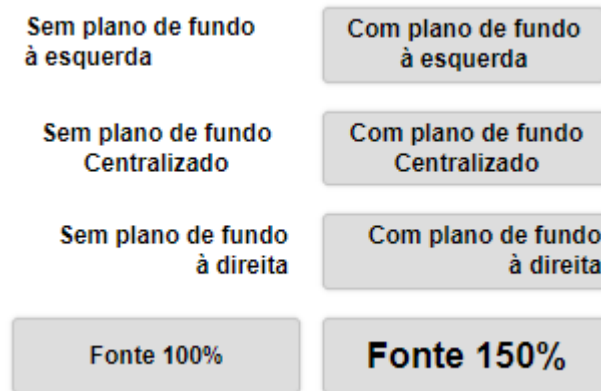 Sem plano de fundo
à esquerda
Com plano de fundo
à esquerda
Sem plano de fundo
Centralizado
Com plano de fundo
Centralizado
Sem plano de fundo
à direita
Com plano de fundo
à direita
Fonte 100%
Fonte 150%